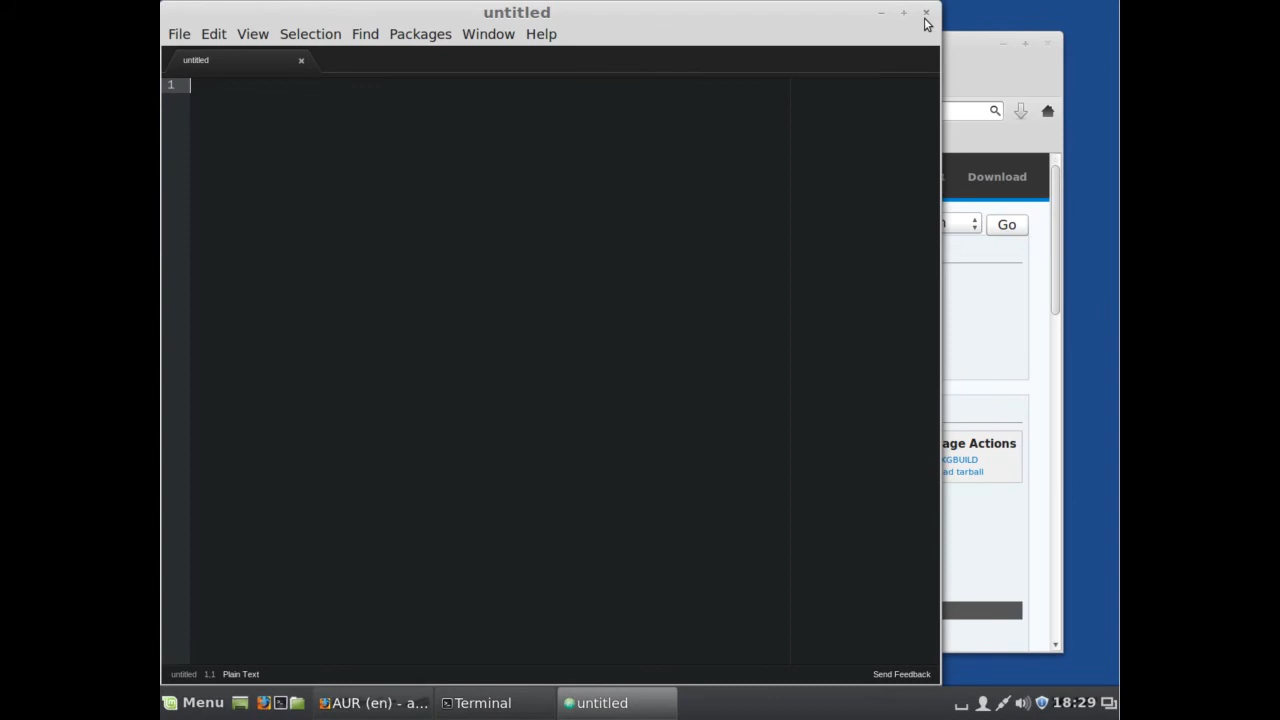 untitled
File Edit View Selection Find Packages Window Help
untitled
1
Download
Go
age Actions
KGBUILD
ad tarball
untitled 1,1 Plain Text Send Feedback
Menu AUR (en) - a... Terminal untitled 18:29